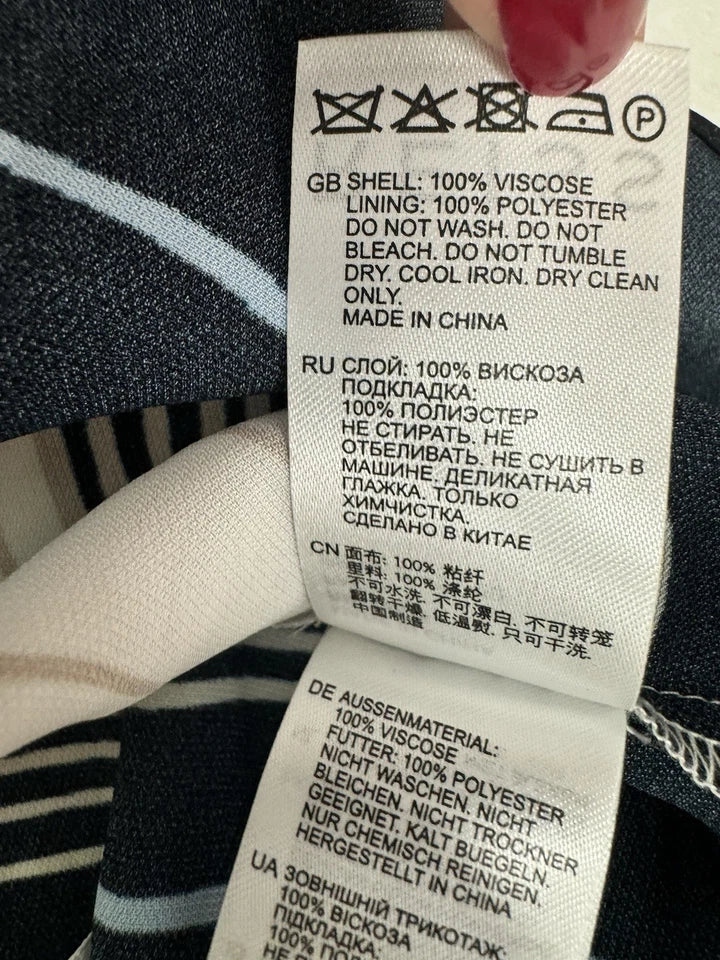 P
GB SHELL: 100% VISCOSE
LINING: 100% POLYESTER
DO NOT WASH. DO NOT
BLEACH. DO NOT TUMBLE
DRY. COOL IRON. DRY CLEAN
ONLY.
MADE IN CHINA
RU СЛОЙ: 100% ВИСКОЗА
ПОДКЛАДКА:
100% ПОЛИЭСТЕР
НЕ СТИРАТЬ. НЕ
ОТБЕЛИВАТЬ. НЕ СУШИТЬ В
МАШИНЕ. ДЕЛИКАТНАЯ
ГЛАЖКА. ТОЛЬКО
ХИМЧИСТКА.
СДЕЛАНО В КИТАЕ
CN 面布: 100% 粘纤
里料: 100% 涤纶
不可水洗. 不可漂白. 不可转笼
翻转干燥. 低温熨. 只可干洗.
中国制造
DE AUSSENMATERIAL:
100% VISCOSE
FUTTER: 100% POLYESTER
NICHT WASCHEN. NICHT
BLEICHEN. NICHT TROCKNER
GEEIGNET. KALT BUEGELN.
NUR CHEMISCH REINIGEN.
HERGESTELLT IN CHINA
UA ЗОВНІШНІЙ ТРИКОТАЖ:
100% ВІСКОЗА
ПІДКЛАДКА:
100%
НЕ